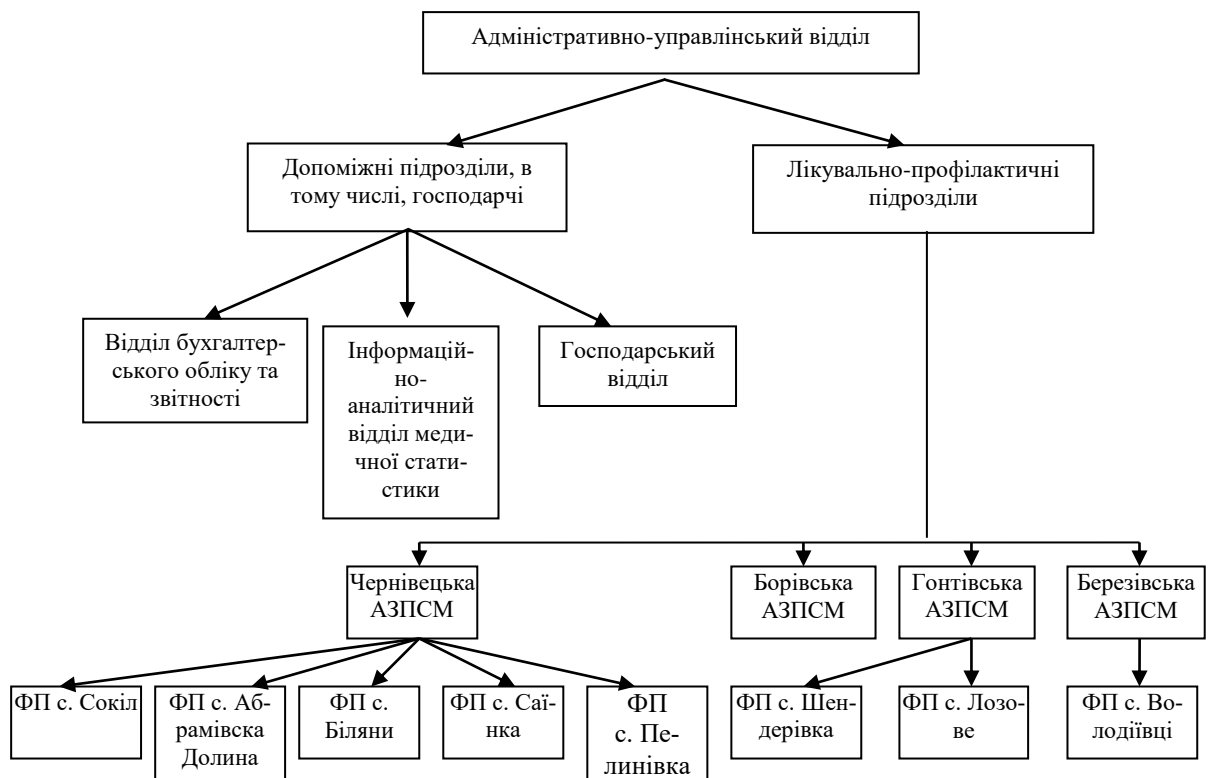 Адміністративно-управлінський відділ
Допоміжні підрозділи, в
тому числі, господарчі
Лікувально-профілактичні
підрозділи
Відділ бухгалтер-
ського обліку та
звітності
Інформацій-
но-
аналітичний
відділ меди-
чної стати-
стики
Господарський
відділ
Чернівецька
АЗПСМ
Борівська
АЗПСМ
Гонтівська
АЗПСМ
Березівська
АЗПСМ
ФП с. Сокіл
ФП с. Аб-
рамівска
Долина
ФП с.
Біляни
ФП с. Саї-
нка
ФП
с. Пе-
линівка
ФП с. Шен-
дерівка
ФП с. Лозо-
ве
ФП с. Во-
лодіївці